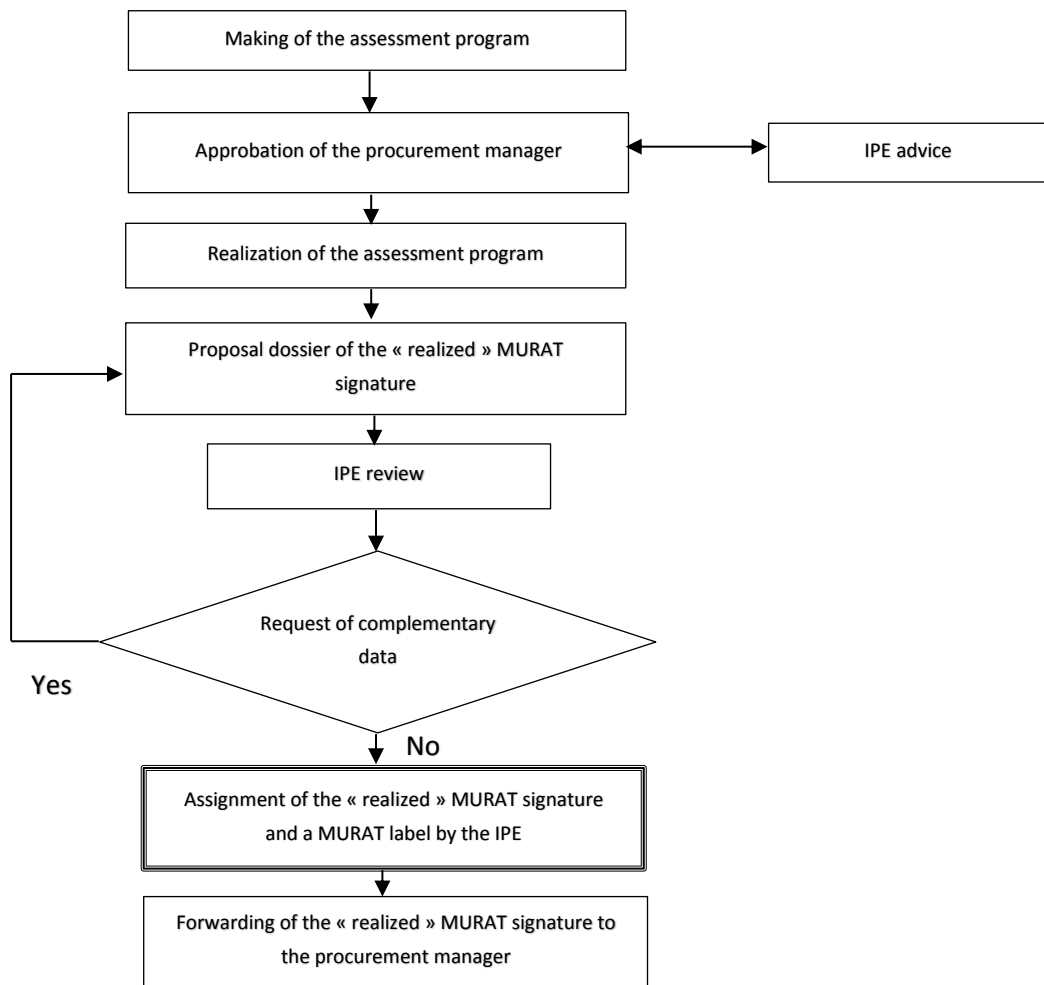 Making of the assessment program
Approbation of the procurement manager
IPE advice
Realization of the assessment program
Proposal dossier of the « realized » MURAT
signature
IPE review
Request of complementary
data
Yes
No
Assignment of the « realized » MURAT signature
and a MURAT label by the IPE
Forwarding of the « realized » MURAT signature to
the procurement manager